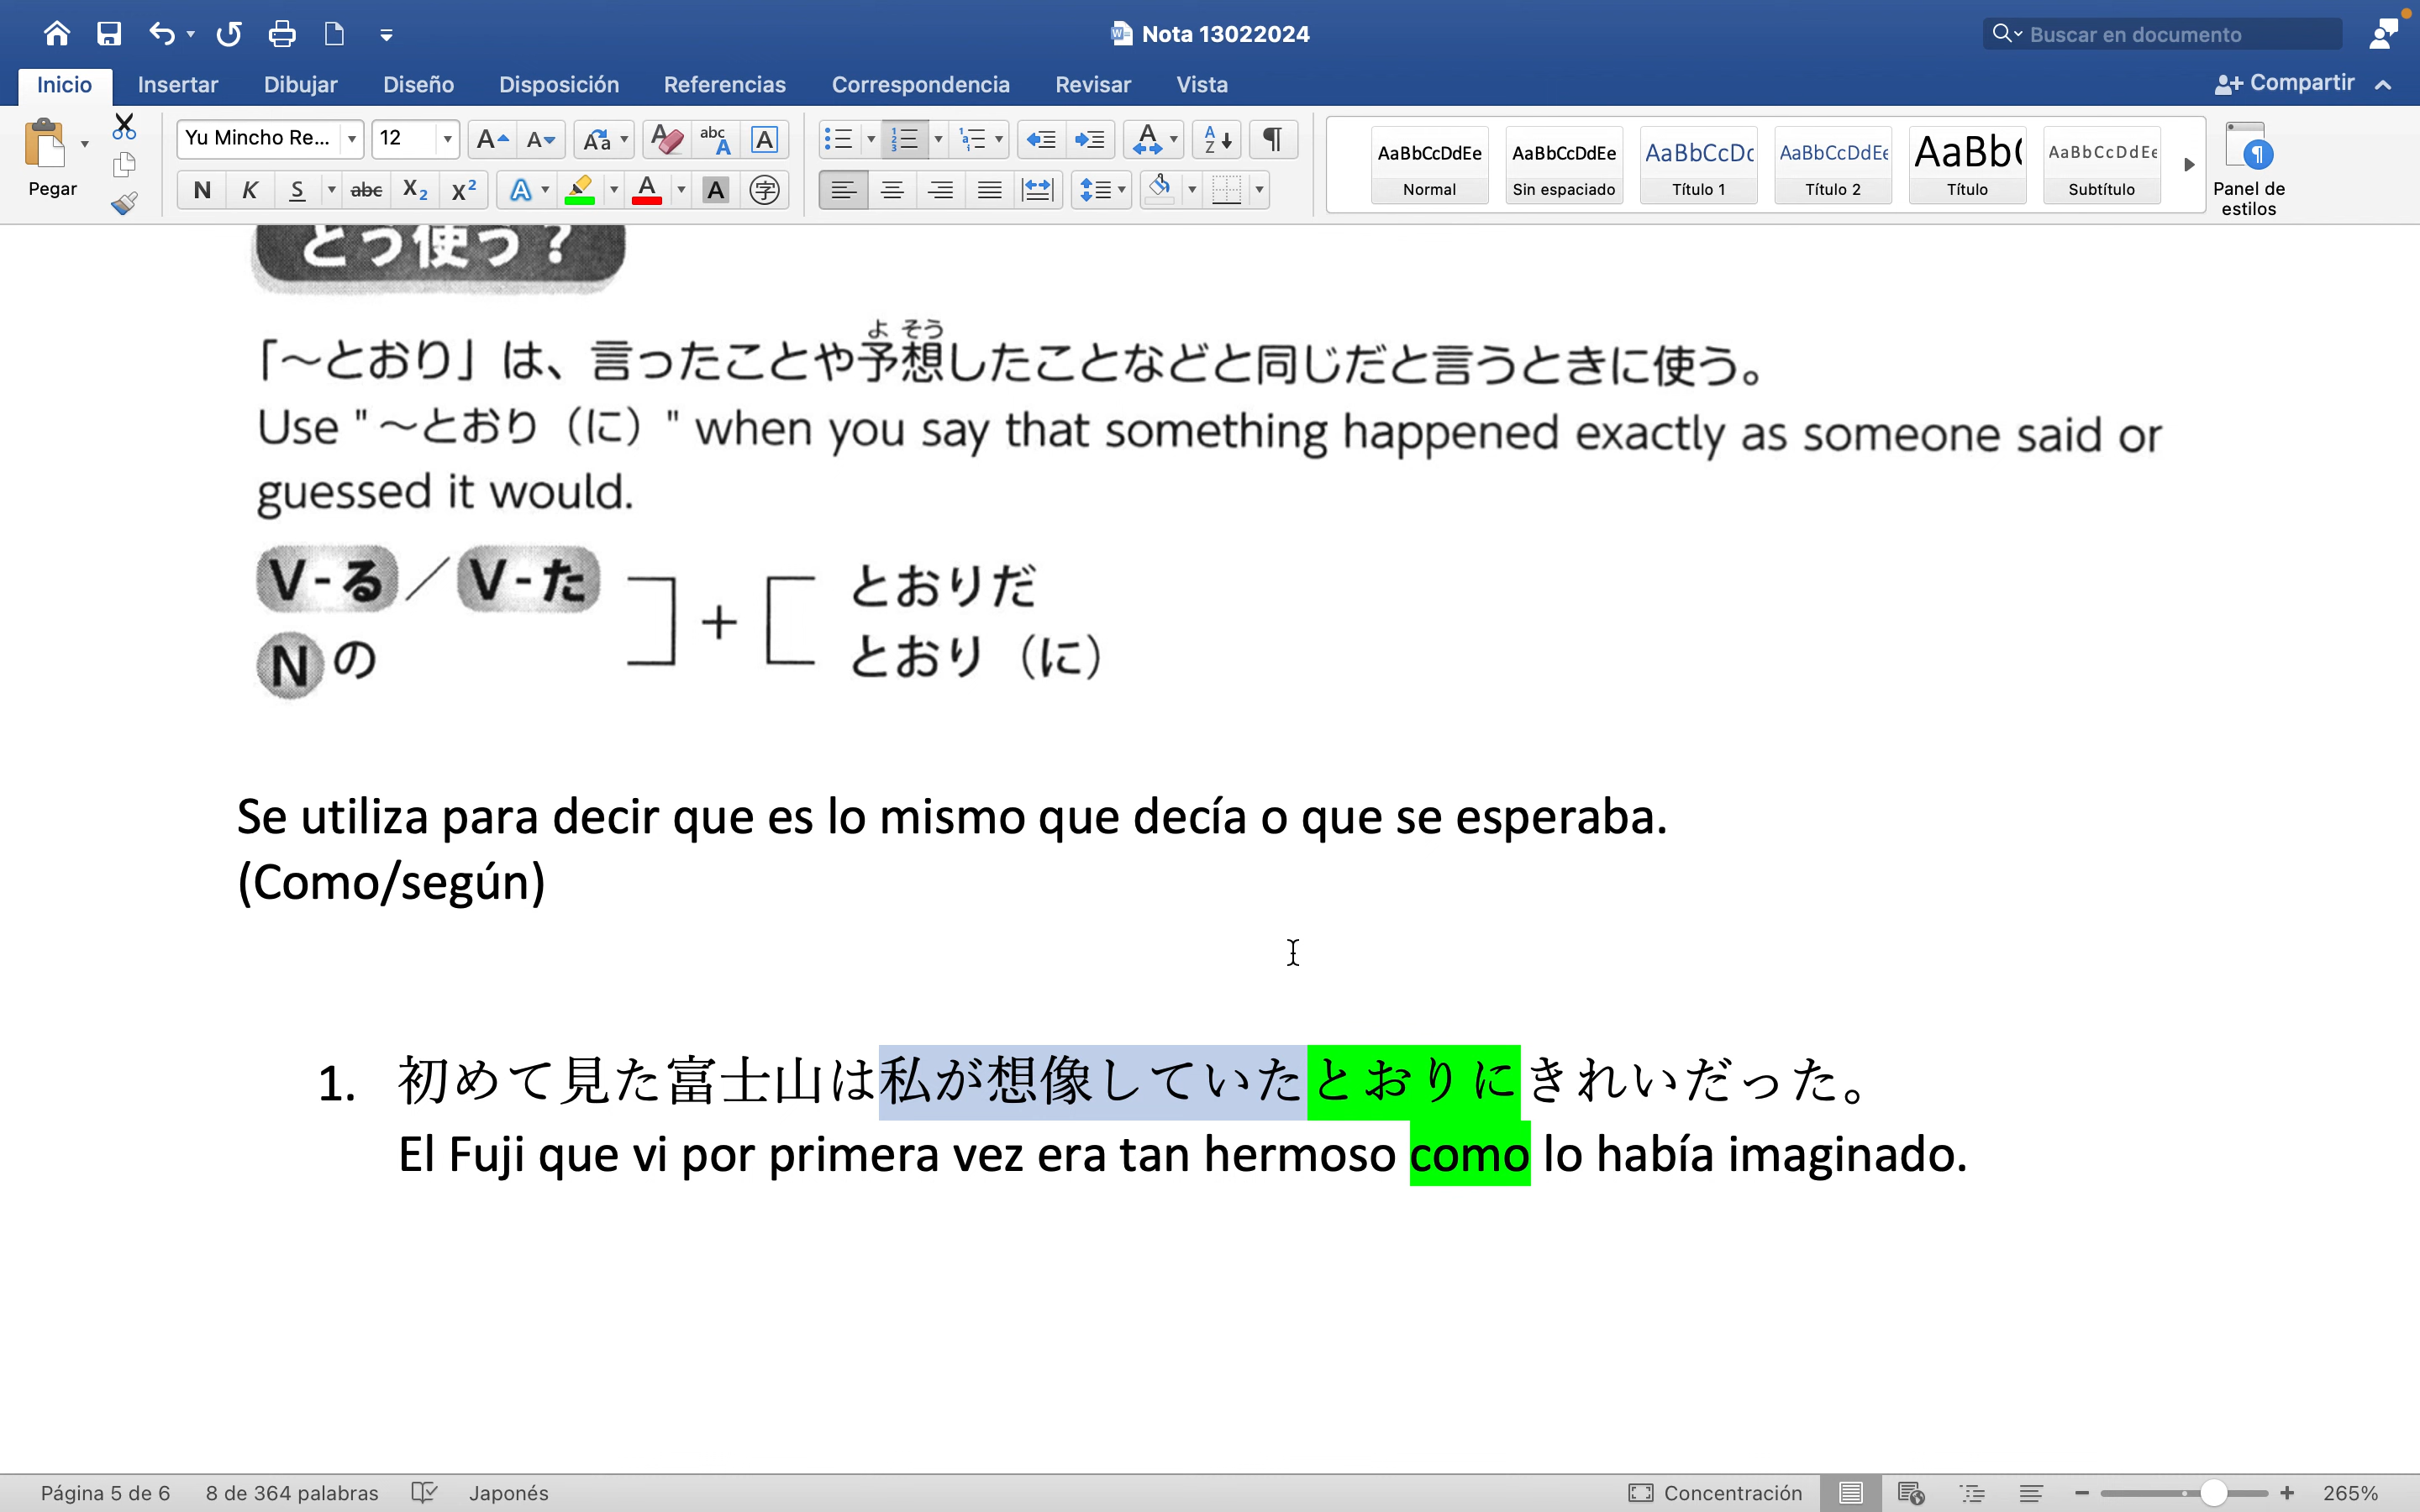 Nota 13022024
Buscar en documento
Inicio Insertar Dibujar Diseño Disposición Referencias Correspondencia Revisar Vista Compartir
Pegar
Yu Mincho Re... 12
N K S abc X₂ X²
AaBbCcDdEe AaBbCcDdEe AaBbCcDc AaBbCcDdEe AaBb( AaBbCcDdEe
Normal Sin espaciado Título 1 Título 2 Título Subtítulo
Panel de estilos
どう使う？
よ そう
「〜とおり」は、言ったことや予想したことなどと同じだと言うときに使う。
Use "〜とおり（に）" when you say that something happened exactly as someone said or
guessed it would.
V-る／V-た
Nの
+
とおりだ
とおり（に）
Se utiliza para decir que es lo mismo que decía o que se esperaba.
(Como/según)
1. 初めて見た富士山は私が想像していたとおりにきれいだった。
El Fuji que vi por primera vez era tan hermoso como lo había imaginado.
Página 5 de 6 8 de 364 palabras Japonés Concentración 265%